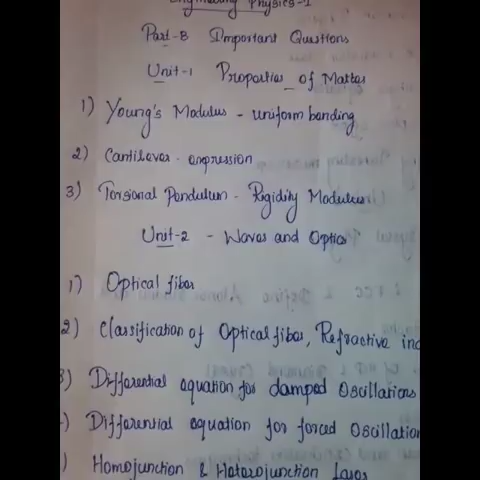 Engineering Physics-1
Part-B Important Questions
Unit-1 Properties of Matter
1) Young's Modulus - uniform bending
2) Cantilever - expression
3) Torsional Pendulum - Rigidity Modulus
Unit-2 - Waves and Optics
1) Optical fiber
2) Classification of Optical fiber, Refractive ind
3) Differential equation for damped Oscillations
) Differential equation for forced Oscillation
) Homojunction & Heterojunction Laser